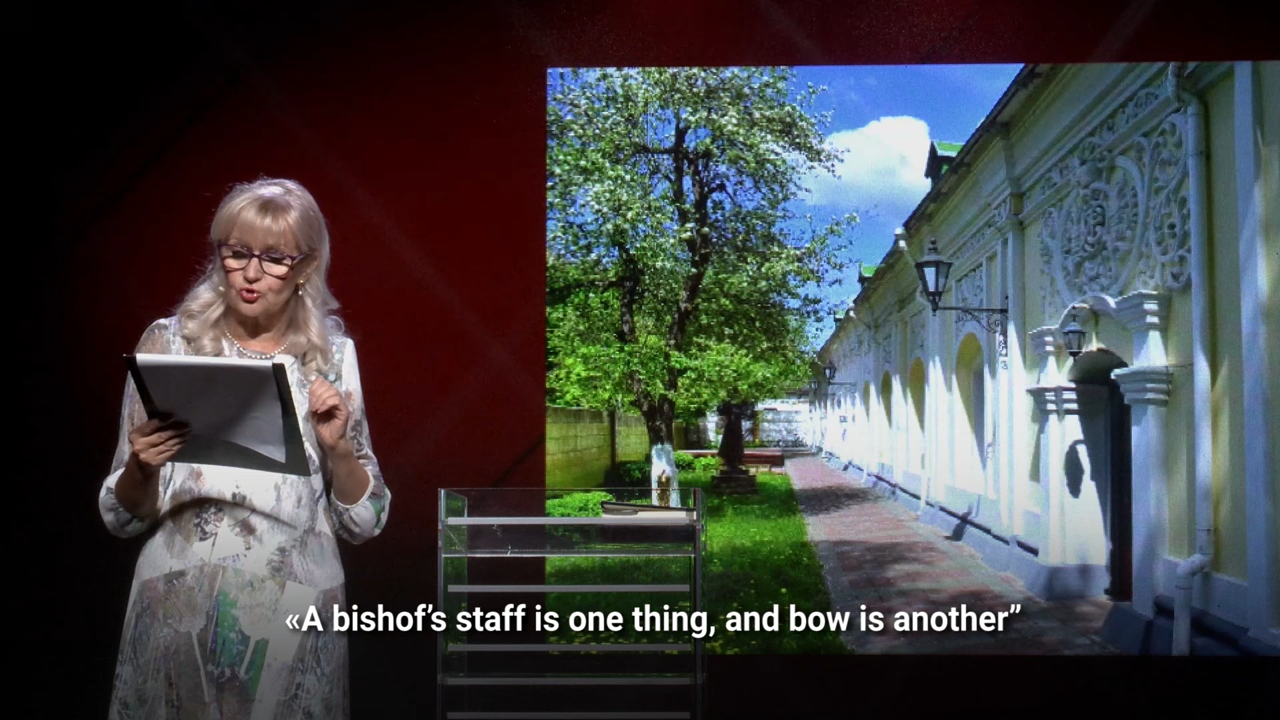 «A bishof’s staff is one thing, and bow is another”